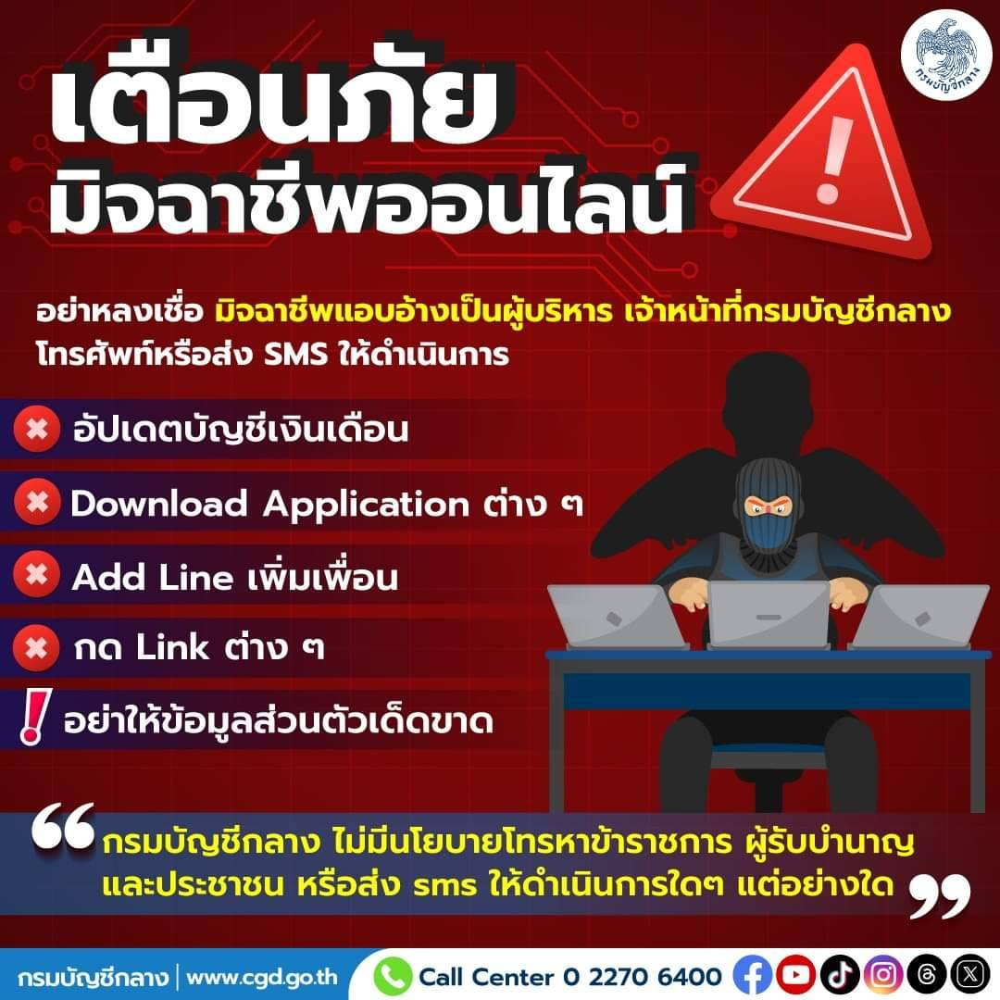 กรมบัญชีกลาง
เตือนภัย
มิจฉาชีพออนไลน์
อย่าหลงเชื่อ มิจฉาชีพแอบอ้างเป็นผู้บริหาร เจ้าหน้าที่กรมบัญชีกลาง
โทรศัพท์หรือส่ง SMS ให้ดำเนินการ
อัปเดตบัญชีเงินเดือน
Download Application ต่าง ๆ
Add Line เพิ่มเพื่อน
กด Link ต่าง ๆ
อย่าให้ข้อมูลส่วนตัวเด็ดขาด
“กรมบัญชีกลาง ไม่มีนโยบายโทรหาข้าราชการ ผู้รับบำนาญ
และประชาชน หรือส่ง sms ให้ดำเนินการใดๆ แต่อย่างใด”
กรมบัญชีกลาง | www.cgd.go.th Call Center 0 2270 6400